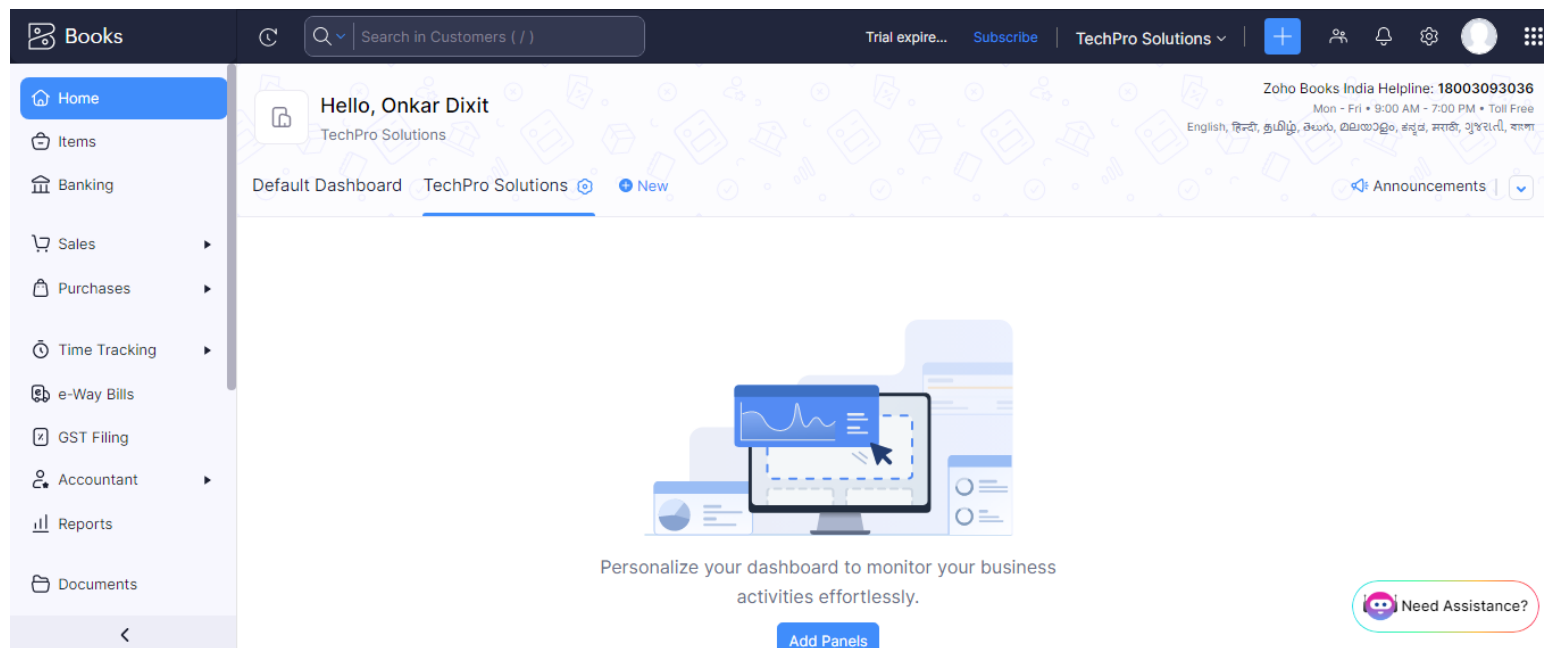 Books
Search in Customers ( / )
Trial expire...
Subscribe
TechPro Solutions
Home
Items
Banking
Sales
Purchases
Time Tracking
e-Way Bills
GST Filing
Accountant
Reports
Documents
Hello, Onkar Dixit
TechPro Solutions
Zoho Books India Helpline: 18003093036
Mon - Fri • 9:00 AM - 7:00 PM • Toll Free
English, हिन्दी, தமிழ், తెలుగు, മലയാളം, ಕನ್ನಡ, मराठी, ગુજરાતી, বাংলা
Default Dashboard
TechPro Solutions
New
Announcements
Personalize your dashboard to monitor your business
activities effortlessly.
Add Panels
Need Assistance?